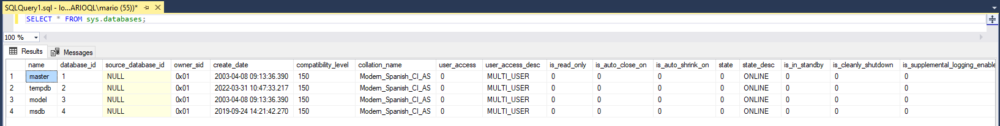 SQLQuery1.sql - lo...ARIOQL\mario (55))*
SELECT * FROM sys.databases;
100 %
Results Messages
name database_id source_database_id owner_sid create_date compatibility_level collation_name user_access user_access_desc is_read_only is_auto_close_on is_auto_shrink_on state state_desc is_in_standby is_cleanly_shutdown is_supplemental_logging_enable
1 master 1 NULL 0x01 2003-04-08 09:13:36.390 150 Modern_Spanish_CI_AS 0 MULTI_USER 0 0 0 0 ONLINE 0 0 0
2 tempdb 2 NULL 0x01 2022-03-31 10:47:33.217 150 Modern_Spanish_CI_AS 0 MULTI_USER 0 0 0 0 ONLINE 0 0 0
3 model 3 NULL 0x01 2003-04-08 09:13:36.390 150 Modern_Spanish_CI_AS 0 MULTI_USER 0 0 0 0 ONLINE 0 0 0
4 msdb 4 NULL 0x01 2019-09-24 14:21:42.270 150 Modern_Spanish_CI_AS 0 MULTI_USER 0 0 0 0 ONLINE 0 0 0